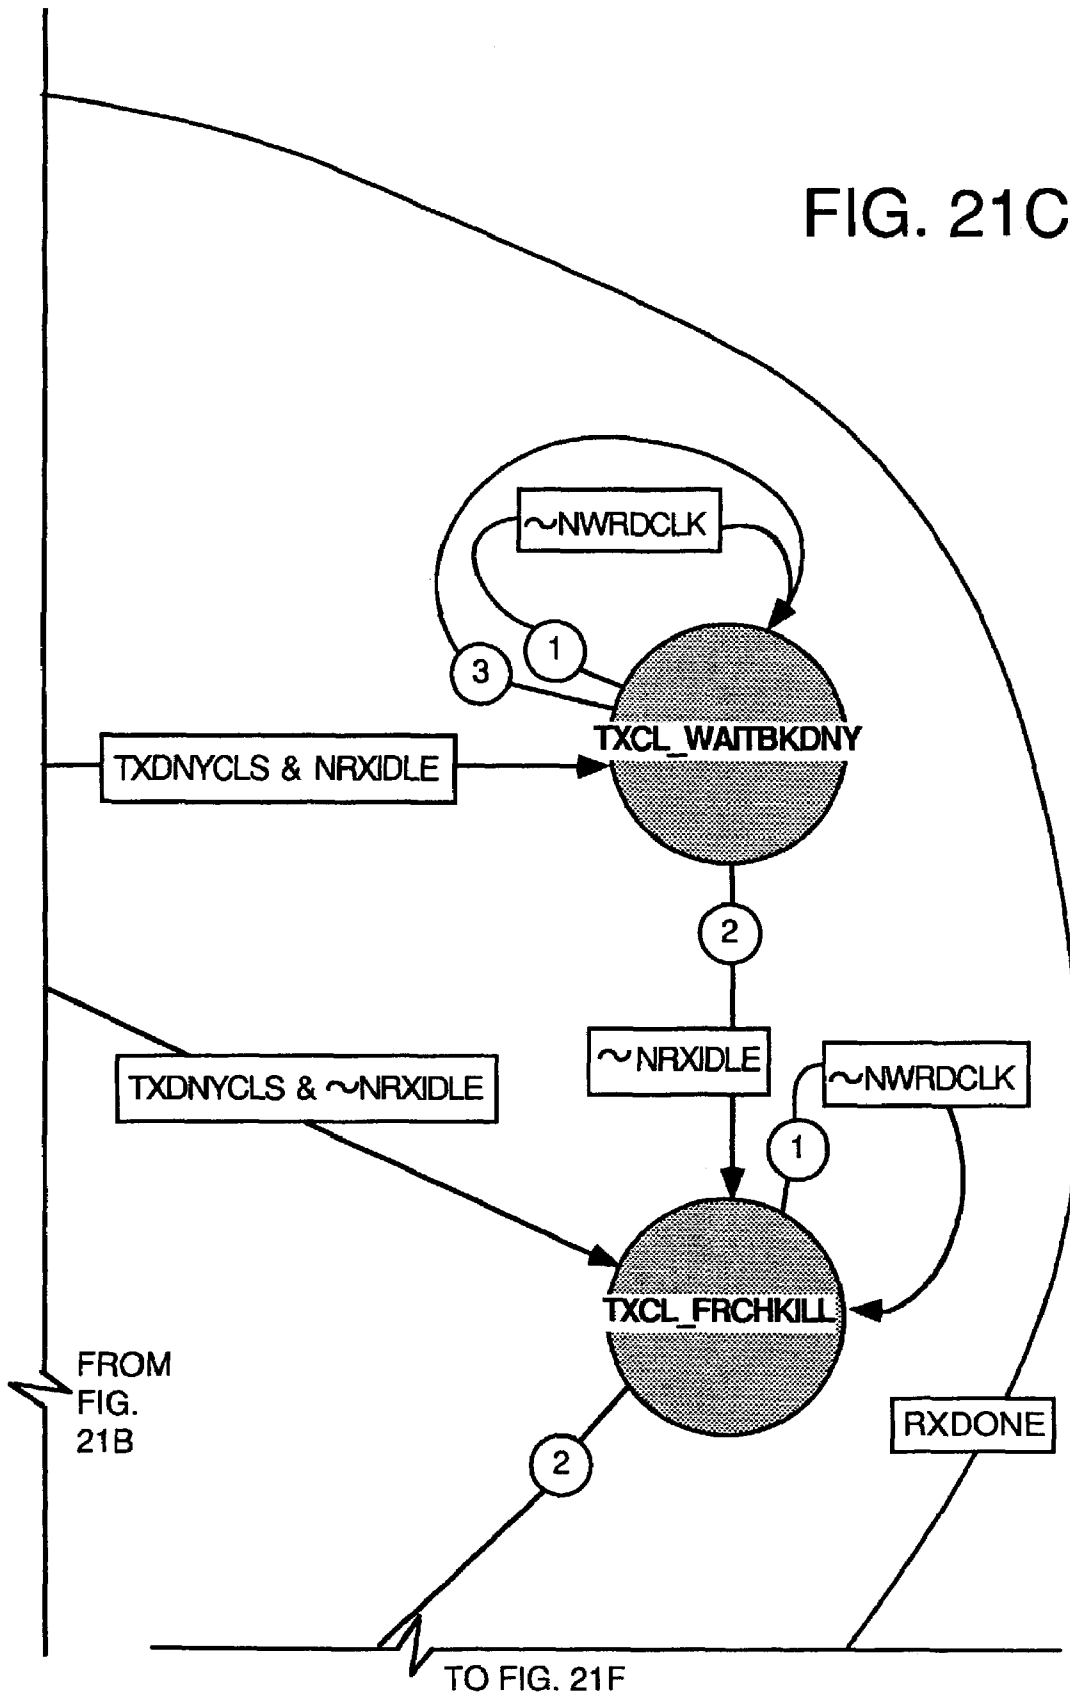 FIG. 21C
~NWRDCLK
1
3
TXCL_WAITBKDNY
TXDNYCLS & NRXIDLE
2
~NRXIDLE
~NWRDCLK
TXDNYCLS & ~NRXIDLE
1
TXCL_FRCHKILL
FROM
FIG.
21B
RXDONE
2
TO FIG. 21F